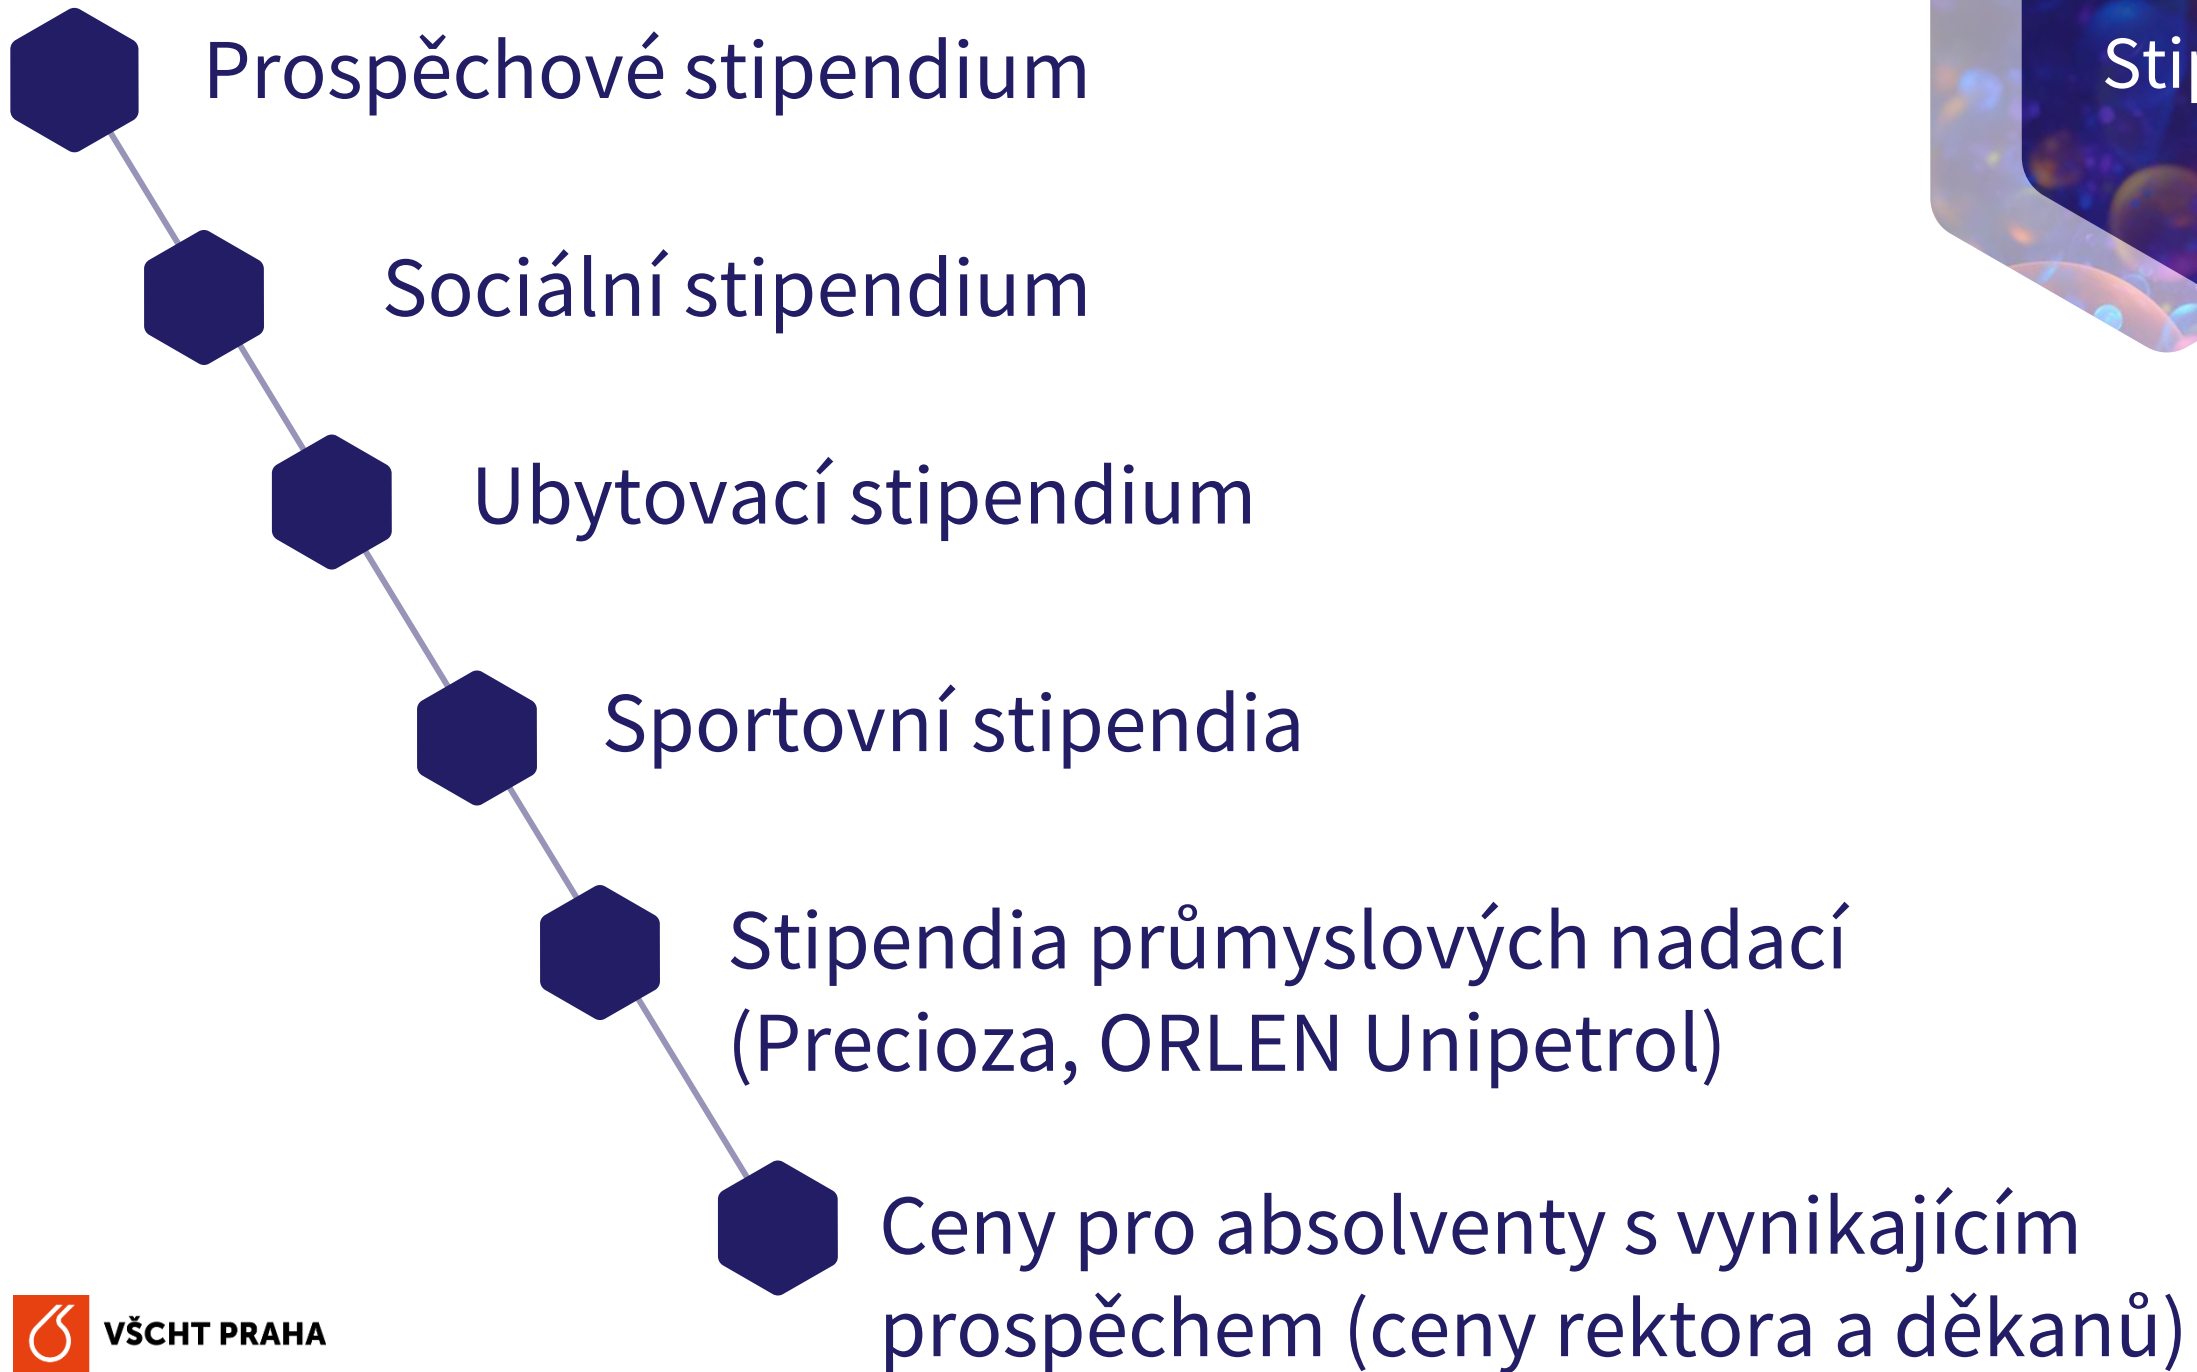 Prospěchové stipendium
Sociální stipendium
Ubytovací stipendium
Sportovní stipendia
Stipendia průmyslových nadací
(Precioza, ORLEN Unipetrol)
Ceny pro absolventy s vynikajícím
prospěchem (ceny rektora a děkanů)
VŠCHT PRAHA